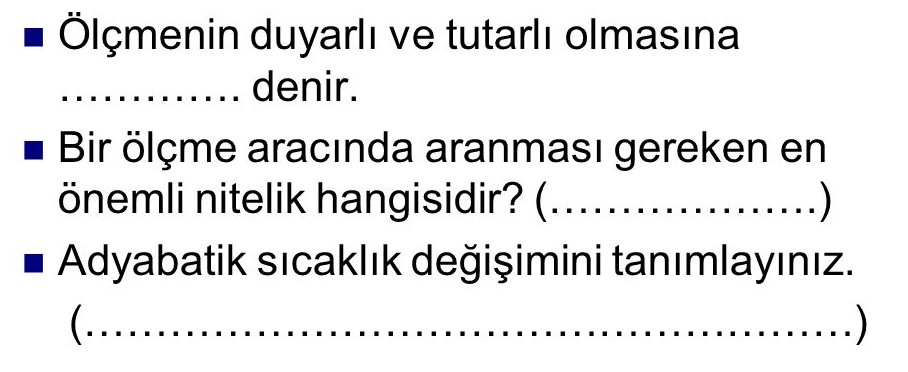 ▪ Ölçmenin duyarlı ve tutarlı olmasına
…………. denir.
▪ Bir ölçme aracında aranması gereken en
önemli nitelik hangisidir? (……………….)
▪ Adyabatik sıcaklık değişimini tanımlayınız.
(……………………………………………….)